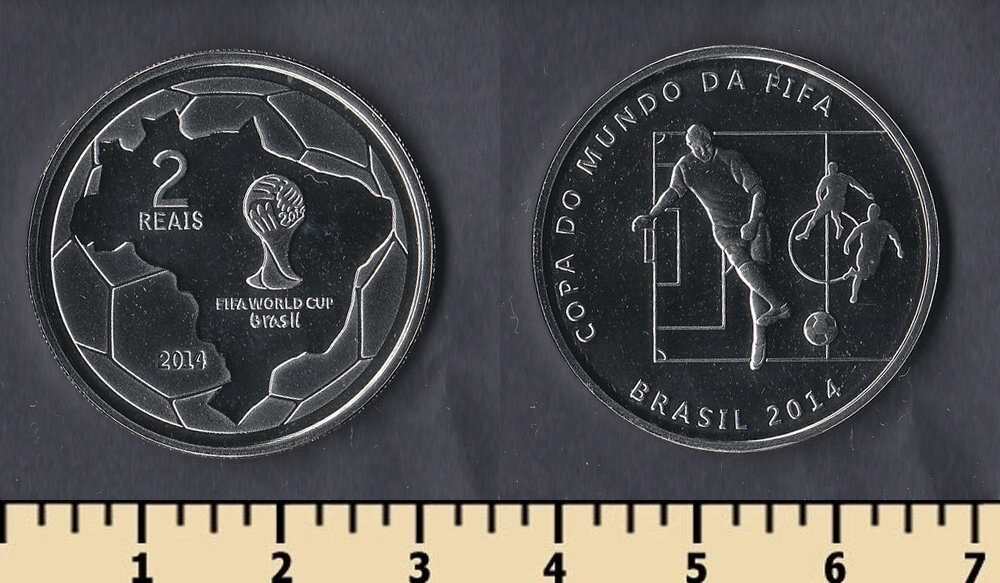 2
REAIS
2014
FIFA WORLD CUP
Brasil
2014
COPA DO MUNDO DA FIFA
BRASIL 2014
1 2 3 4 5 6 7